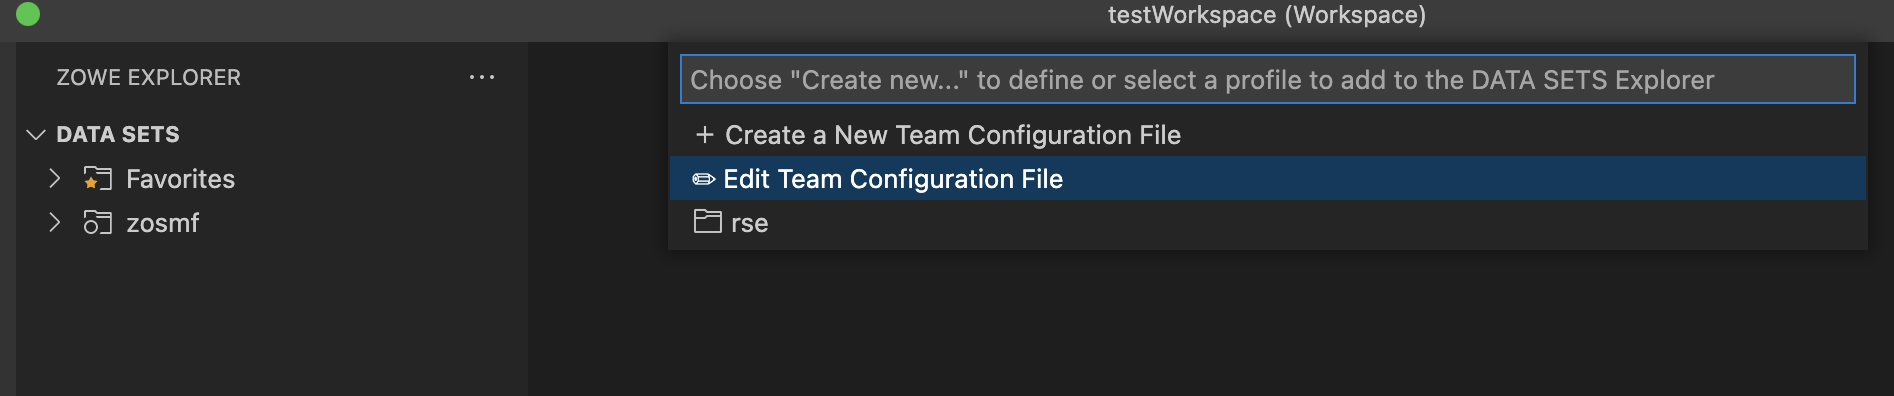 testWorkspace (Workspace)
ZOWE EXPLORER
Choose "Create new..." to define or select a profile to add to the DATA SETS Explorer
DATA SETS
+ Create a New Team Configuration File
Favorites
✏ Edit Team Configuration File
zosmf
rse